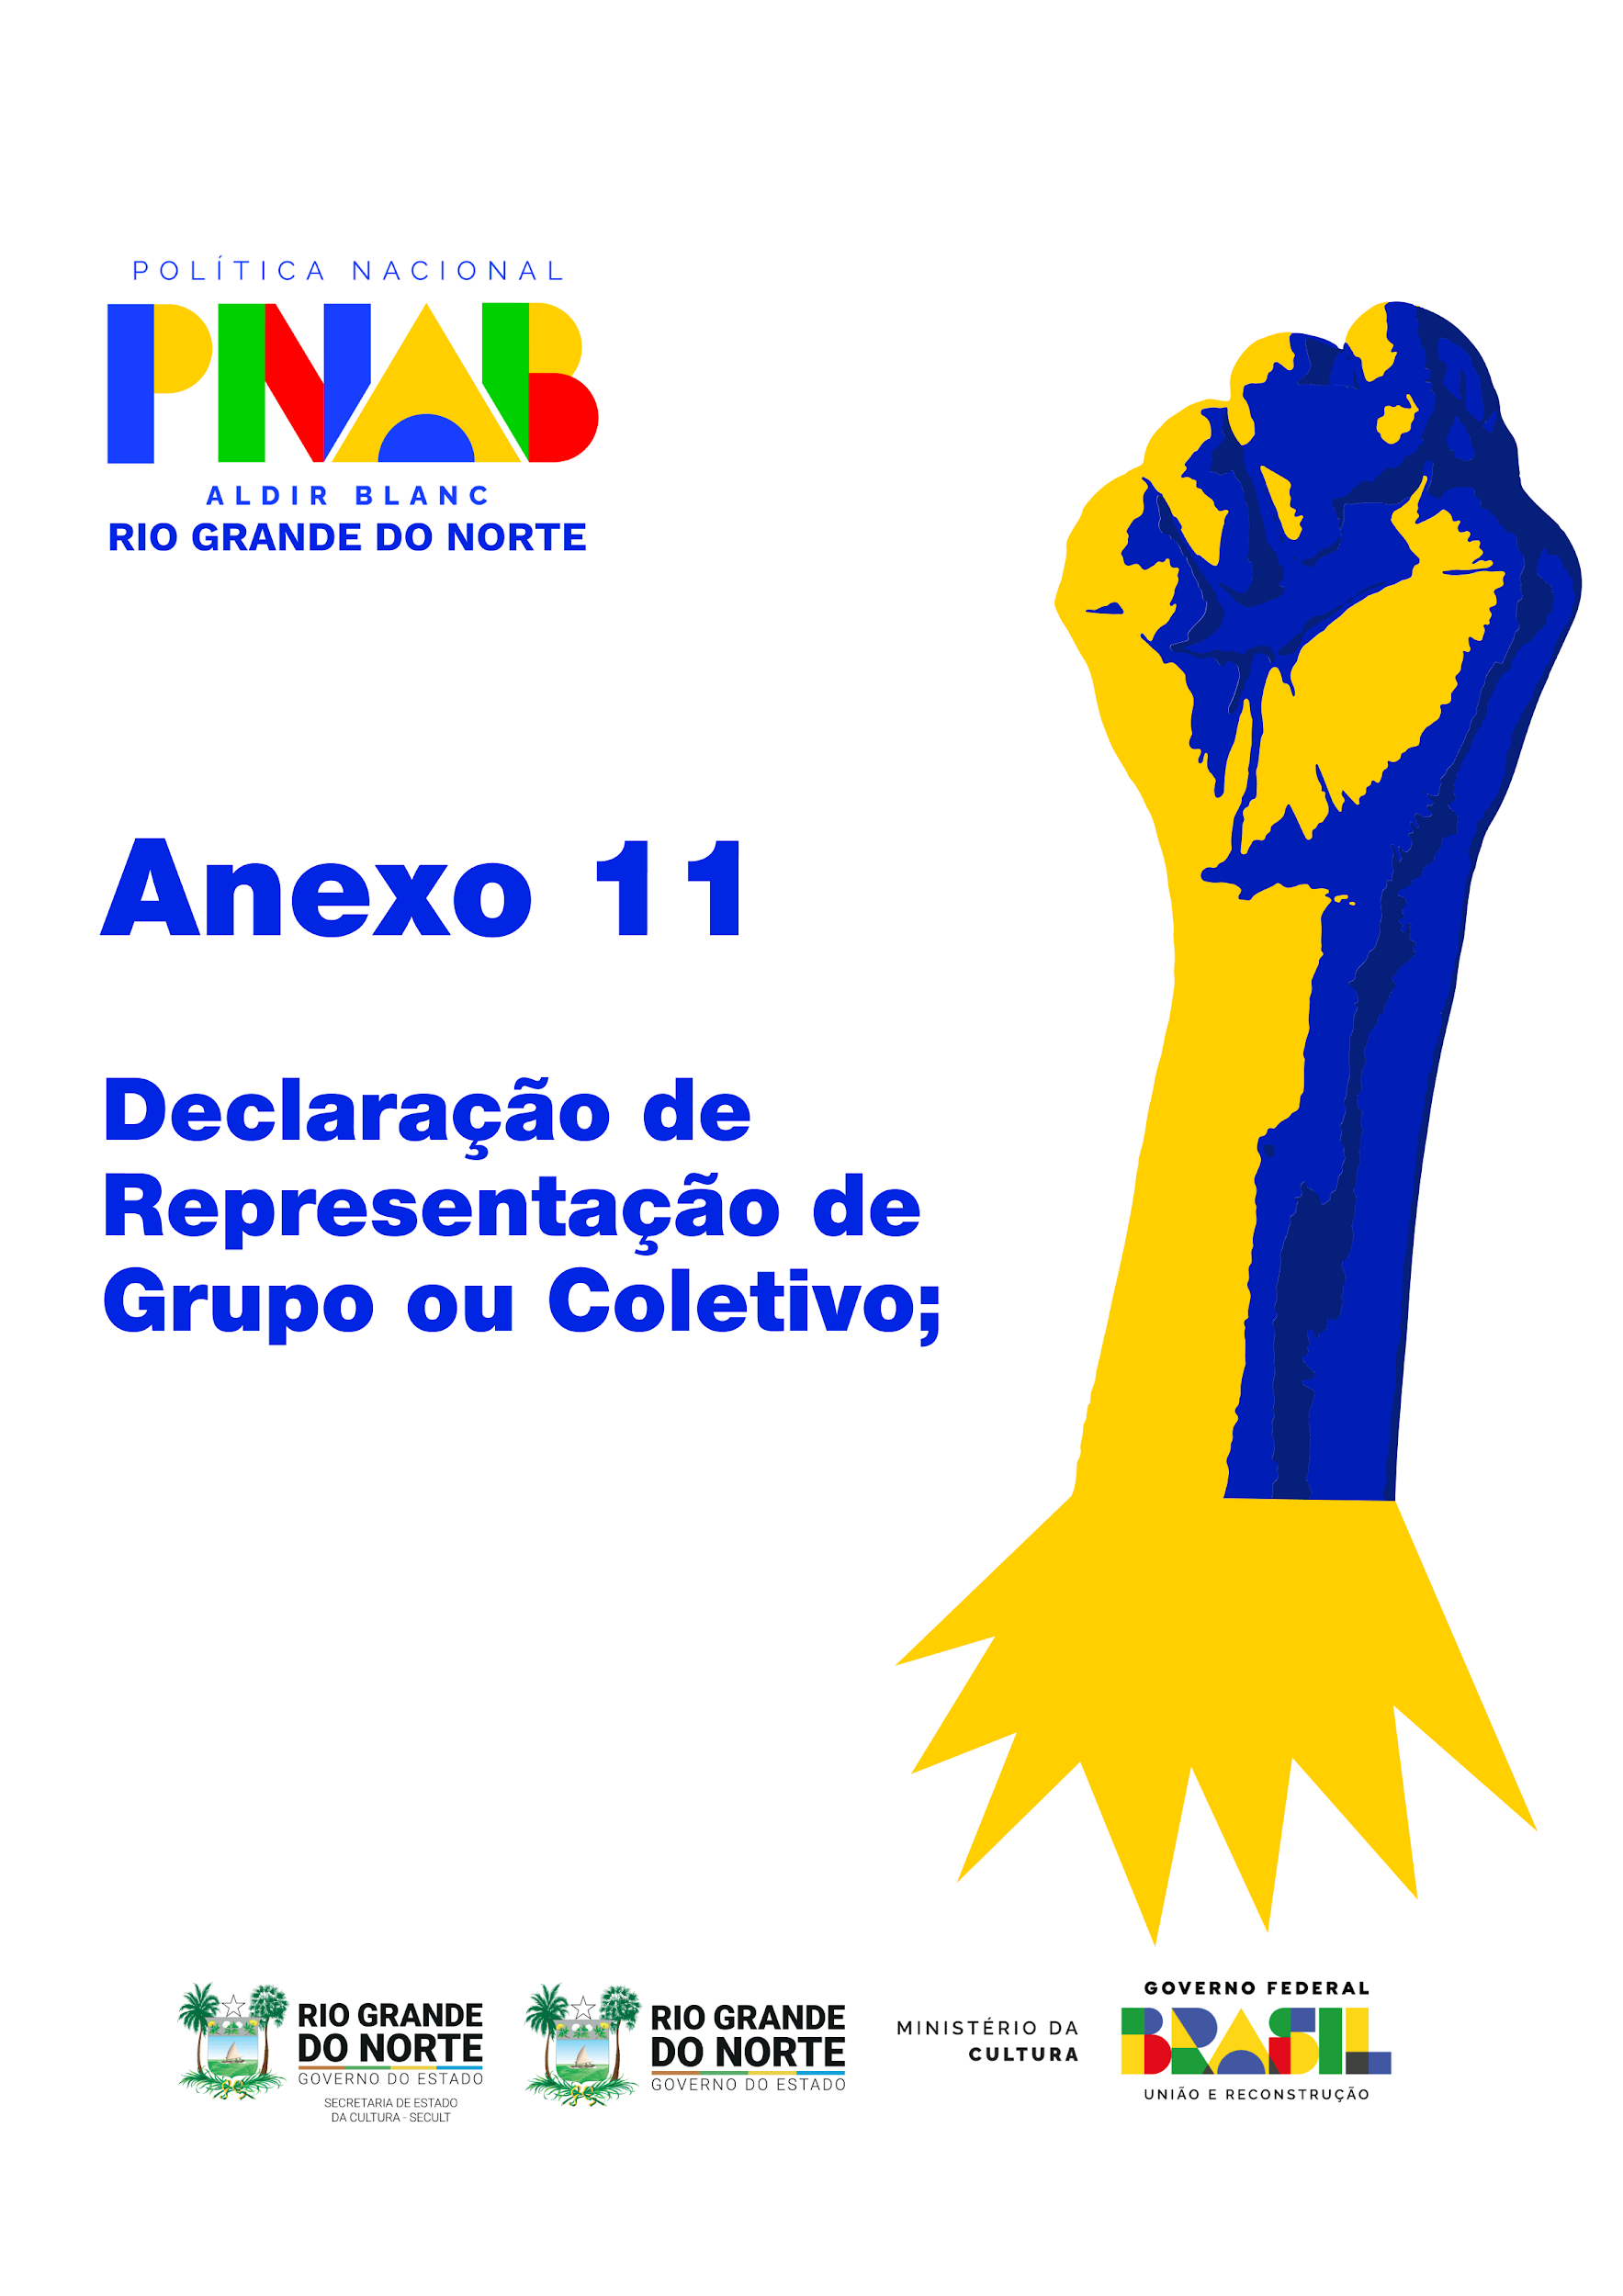 POLÍTICA NACIONAL
PNAB
ALDIR BLANC
RIO GRANDE DO NORTE
Anexo 11
Declaração de
Representação de
Grupo ou Coletivo;
RIO GRANDE
DO NORTE
GOVERNO DO ESTADO
SECRETARIA DE ESTADO
DA CULTURA - SECULT
RIO GRANDE
DO NORTE
GOVERNO DO ESTADO
MINISTÉRIO DA
CULTURA
GOVERNO FEDERAL
BRASIL
UNIÃO E RECONSTRUÇÃO